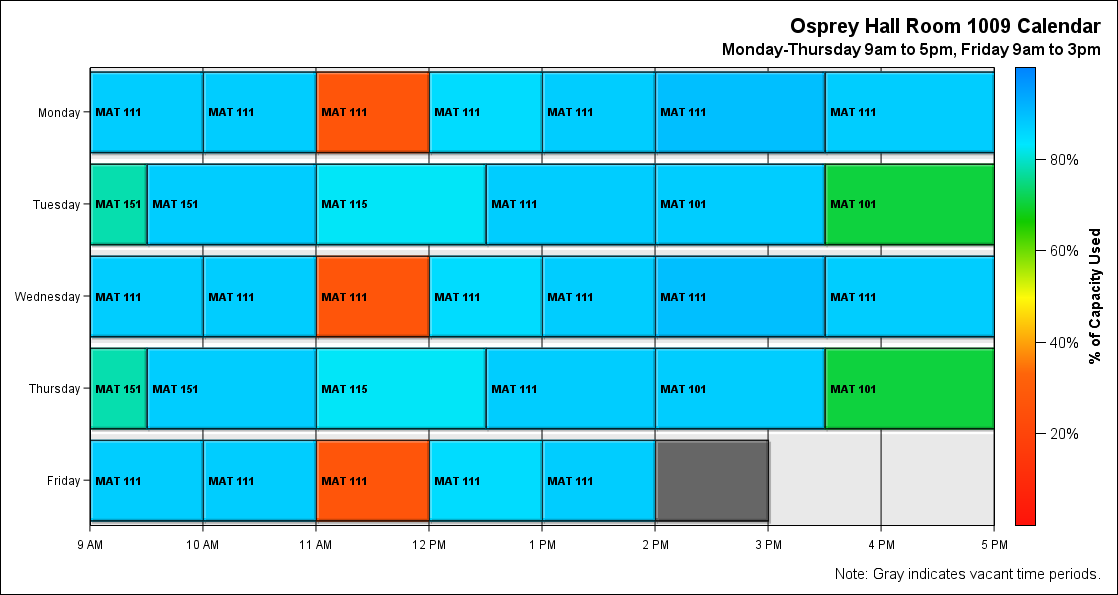 Osprey Hall Room 1009 Calendar
Monday-Thursday 9am to 5pm, Friday 9am to 3pm
Monday MAT 111 MAT 111 MAT 111 MAT 111 MAT 111 MAT 111 MAT 111
80%
Tuesday MAT 151 MAT 151 MAT 115 MAT 111 MAT 101 MAT 101
60%
Wednesday MAT 111 MAT 111 MAT 111 MAT 111 MAT 111 MAT 111 MAT 111
% of Capacity Used
40%
Thursday MAT 151 MAT 151 MAT 115 MAT 111 MAT 101 MAT 101
20%
Friday MAT 111 MAT 111 MAT 111 MAT 111 MAT 111
9 AM 10 AM 11 AM 12 PM 1 PM 2 PM 3 PM 4 PM 5 PM
Note: Gray indicates vacant time periods.